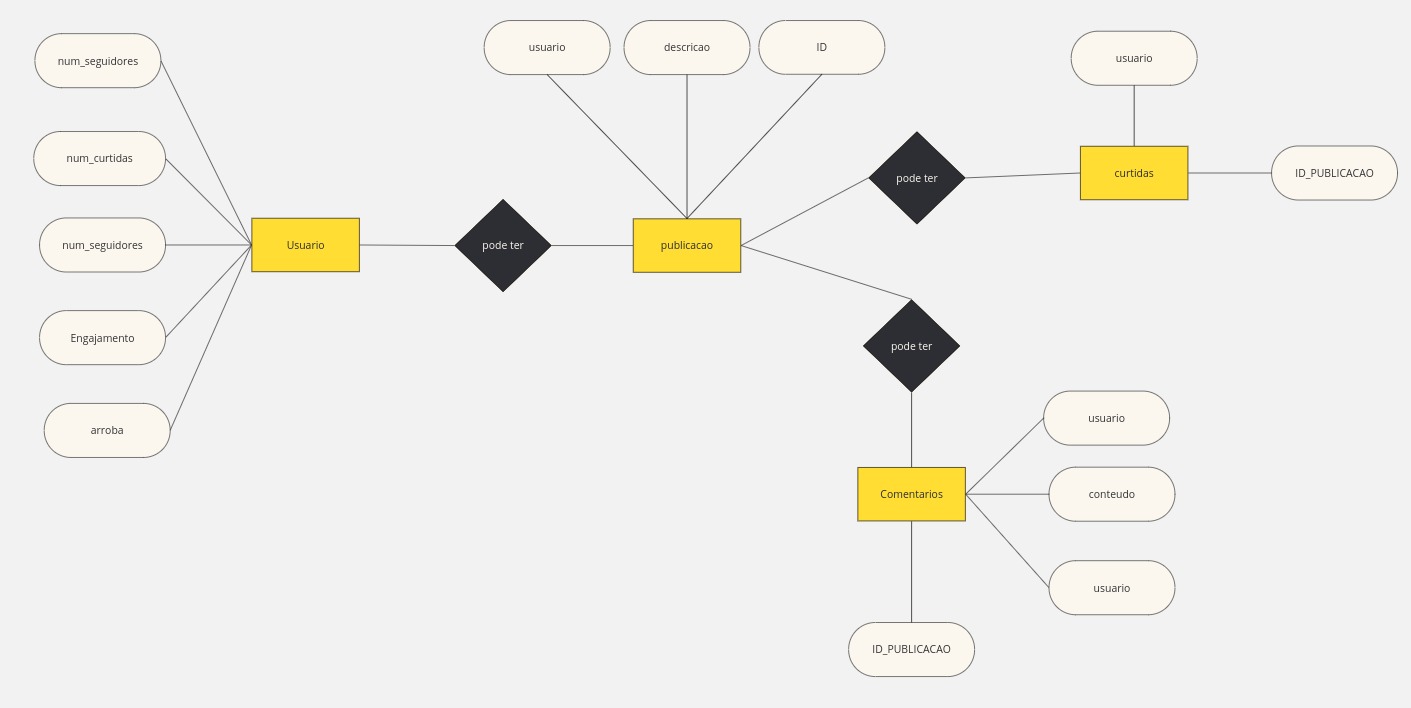 num_seguidores
num_curtidas
num_seguidores
Engajamento
arroba
Usuario
pode ter
usuario
descricao
ID
publicacao
pode ter
usuario
curtidas
ID_PUBLICACAO
pode ter
Comentarios
usuario
conteudo
usuario
ID_PUBLICACAO